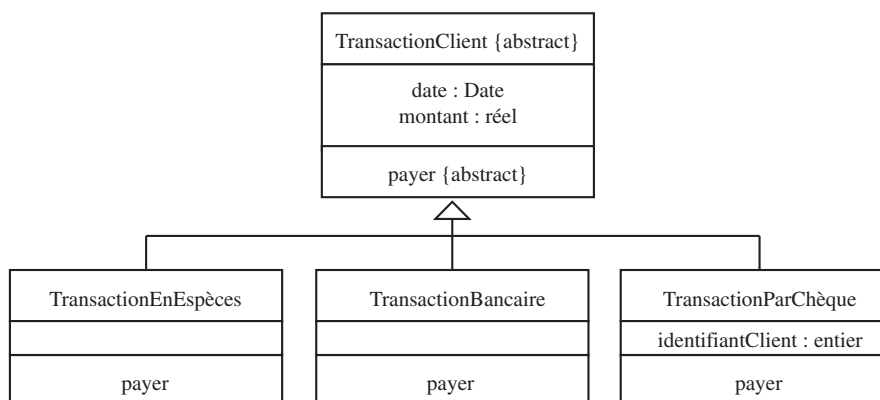 TransactionClient {abstract}
date : Date
montant : réel
payer {abstract}
TransactionEnEspèces
TransactionBancaire
TransactionParChèque
identifiantClient : entier
payer
payer
payer